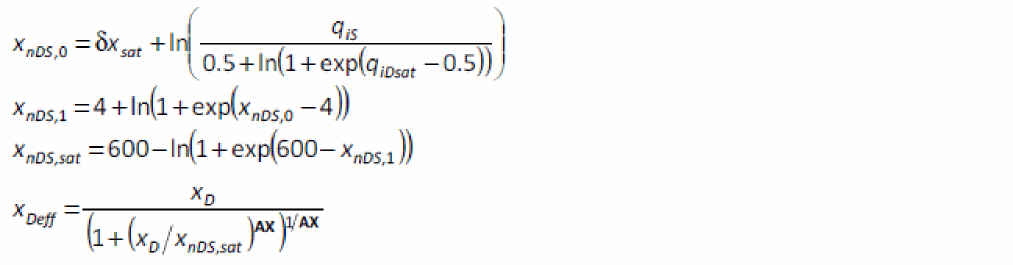 x_{nDS,0} = δx_{sat} + ln(q_{iS} / (0.5 + ln(1 + exp(q_{iDsat} − 0.5))))
x_{nDS,1} = 4 + ln(1 + exp(x_{nDS,0} − 4))
x_{nDS,sat} = 600 − ln(1 + exp(600 − x_{nDS,1}))
x_{Deff} = x_D / (1 + (x_D / x_{nDS,sat})^{AX})^{1/AX}